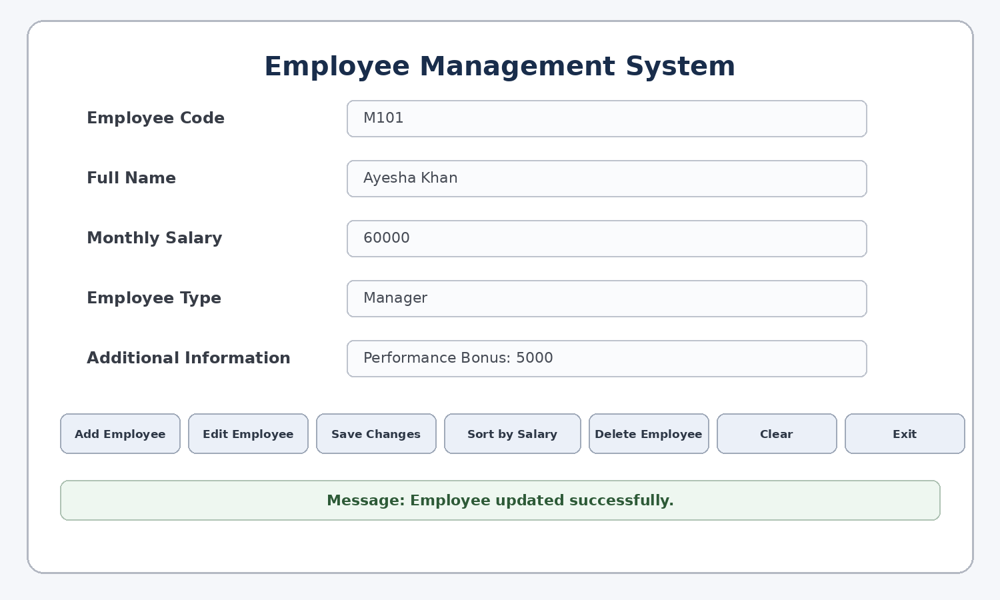 Employee Management System
Employee Code M101
Full Name Ayesha Khan
Monthly Salary 60000
Employee Type Manager
Additional Information Performance Bonus: 5000
Add Employee Edit Employee Save Changes Sort by Salary Delete Employee Clear Exit
Message: Employee updated successfully.